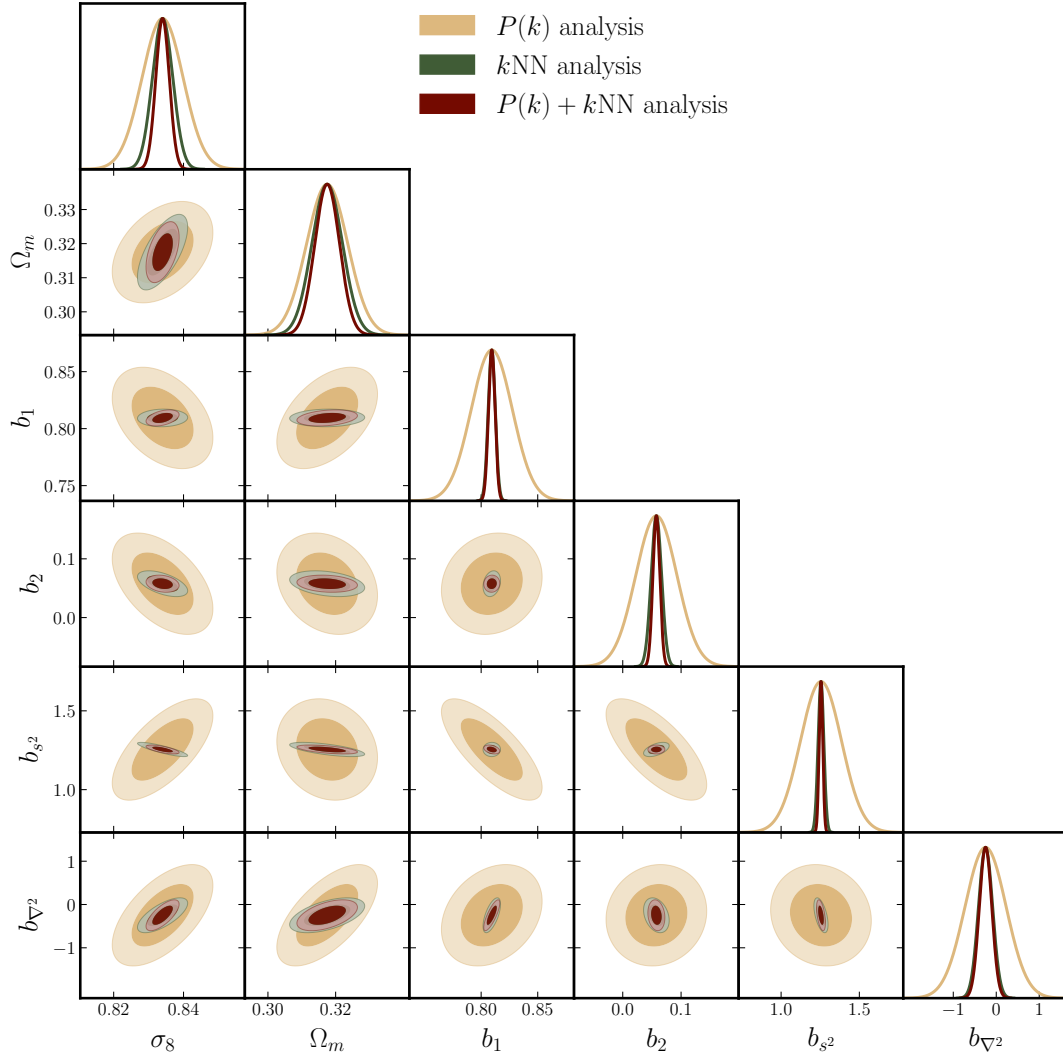 P(k) analysis
kNN analysis
P(k) + kNN analysis
Ω_m
0.33
0.32
0.31
0.30
b_1
0.85
0.80
0.75
b_2
0.1
0.0
b_{s^2}
1.5
1.0
b_{∇^2}
1
0
−1
0.82 0.84 0.30 0.32 0.80 0.85 0.0 0.1 1.0 1.5 −1 0 1
σ_8 Ω_m b_1 b_2 b_{s^2} b_{∇^2}